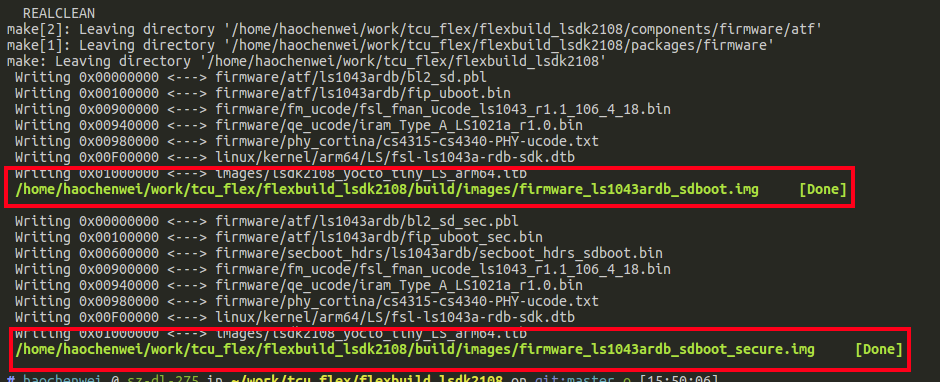 REALCLEAN
make[2]: Leaving directory '/home/haochenwei/work/tcu_flex/flexbuild_lsdk2108/components/firmware/atf'
make[1]: Leaving directory '/home/haochenwei/work/tcu_flex/flexbuild_lsdk2108/packages/firmware'
make: Leaving directory '/home/haochenwei/work/tcu_flex/flexbuild_lsdk2108'
Writing 0x00000000 <---> firmware/atf/ls1043ardb/bl2_sd.pbl
Writing 0x00100000 <---> firmware/atf/ls1043ardb/fip_uboot.bin
Writing 0x00900000 <---> firmware/fm_ucode/fsl_fman_ucode_ls1043_r1.1_106_4_18.bin
Writing 0x00940000 <---> firmware/qe_ucode/iram_Type_A_LS1021a_r1.0.bin
Writing 0x00980000 <---> firmware/phy_cortina/cs4315-cs4340-PHY-ucode.txt
Writing 0x00F00000 <---> linux/kernel/arm64/LS/fsl-ls1043a-rdb-sdk.dtb
Writing 0x01000000 <---> images/lsdk2108_yocto_tiny_LS_arm64.itb
/home/haochenwei/work/tcu_flex/flexbuild_lsdk2108/build/images/firmware_ls1043ardb_sdboot.img [Done]
Writing 0x00000000 <---> firmware/atf/ls1043ardb/bl2_sd_sec.pbl
Writing 0x00100000 <---> firmware/atf/ls1043ardb/fip_uboot_sec.bin
Writing 0x00600000 <---> firmware/secboot_hdrs/ls1043ardb/secboot_hdrs_sdboot.bin
Writing 0x00900000 <---> firmware/fm_ucode/fsl_fman_ucode_ls1043_r1.1_106_4_18.bin
Writing 0x00940000 <---> firmware/qe_ucode/iram_Type_A_LS1021a_r1.0.bin
Writing 0x00980000 <---> firmware/phy_cortina/cs4315-cs4340-PHY-ucode.txt
Writing 0x00F00000 <---> linux/kernel/arm64/LS/fsl-ls1043a-rdb-sdk.dtb
Writing 0x01000000 <---> images/lsdk2108_yocto_tiny_LS_arm64.itb
/home/haochenwei/work/tcu_flex/flexbuild_lsdk2108/build/images/firmware_ls1043ardb_sdboot_secure.img [Done]
# haochenwei @ sz-dl-275 in ~/work/tcu_flex/flexbuild_lsdk2108 on git:master o [15:50:06]